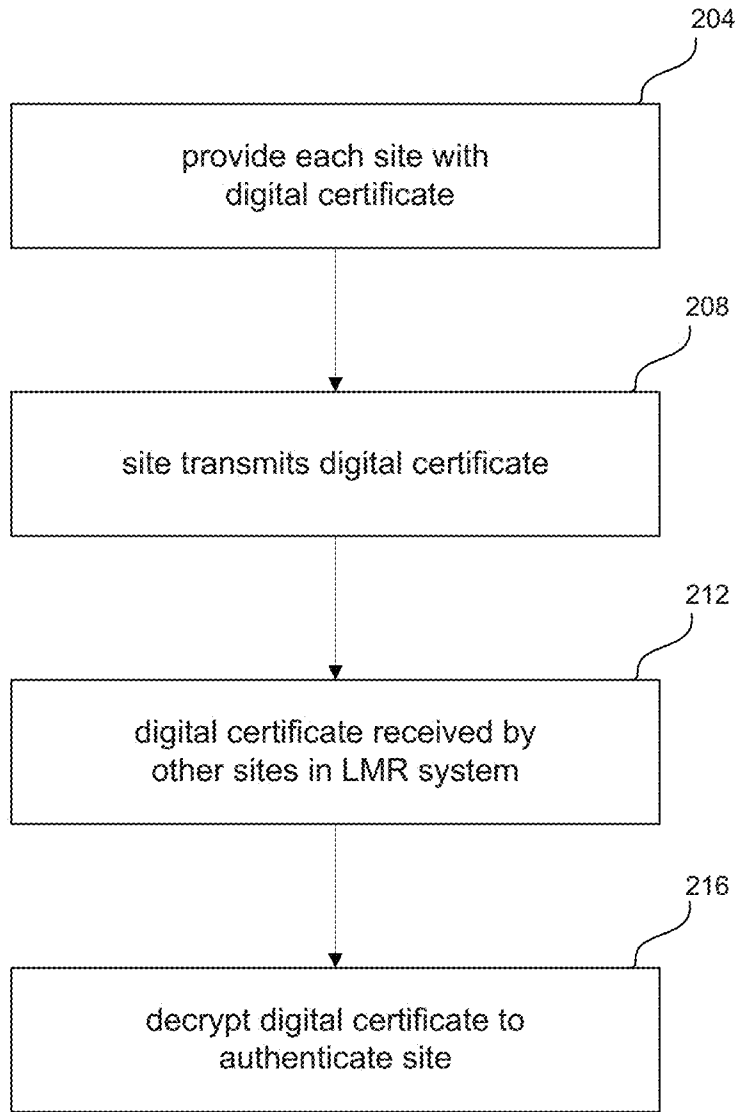 204
provide each site with
digital certificate
208
site transmits digital certificate
212
digital certificate received by
other sites in LMR system
216
decrypt digital certificate to
authenticate site